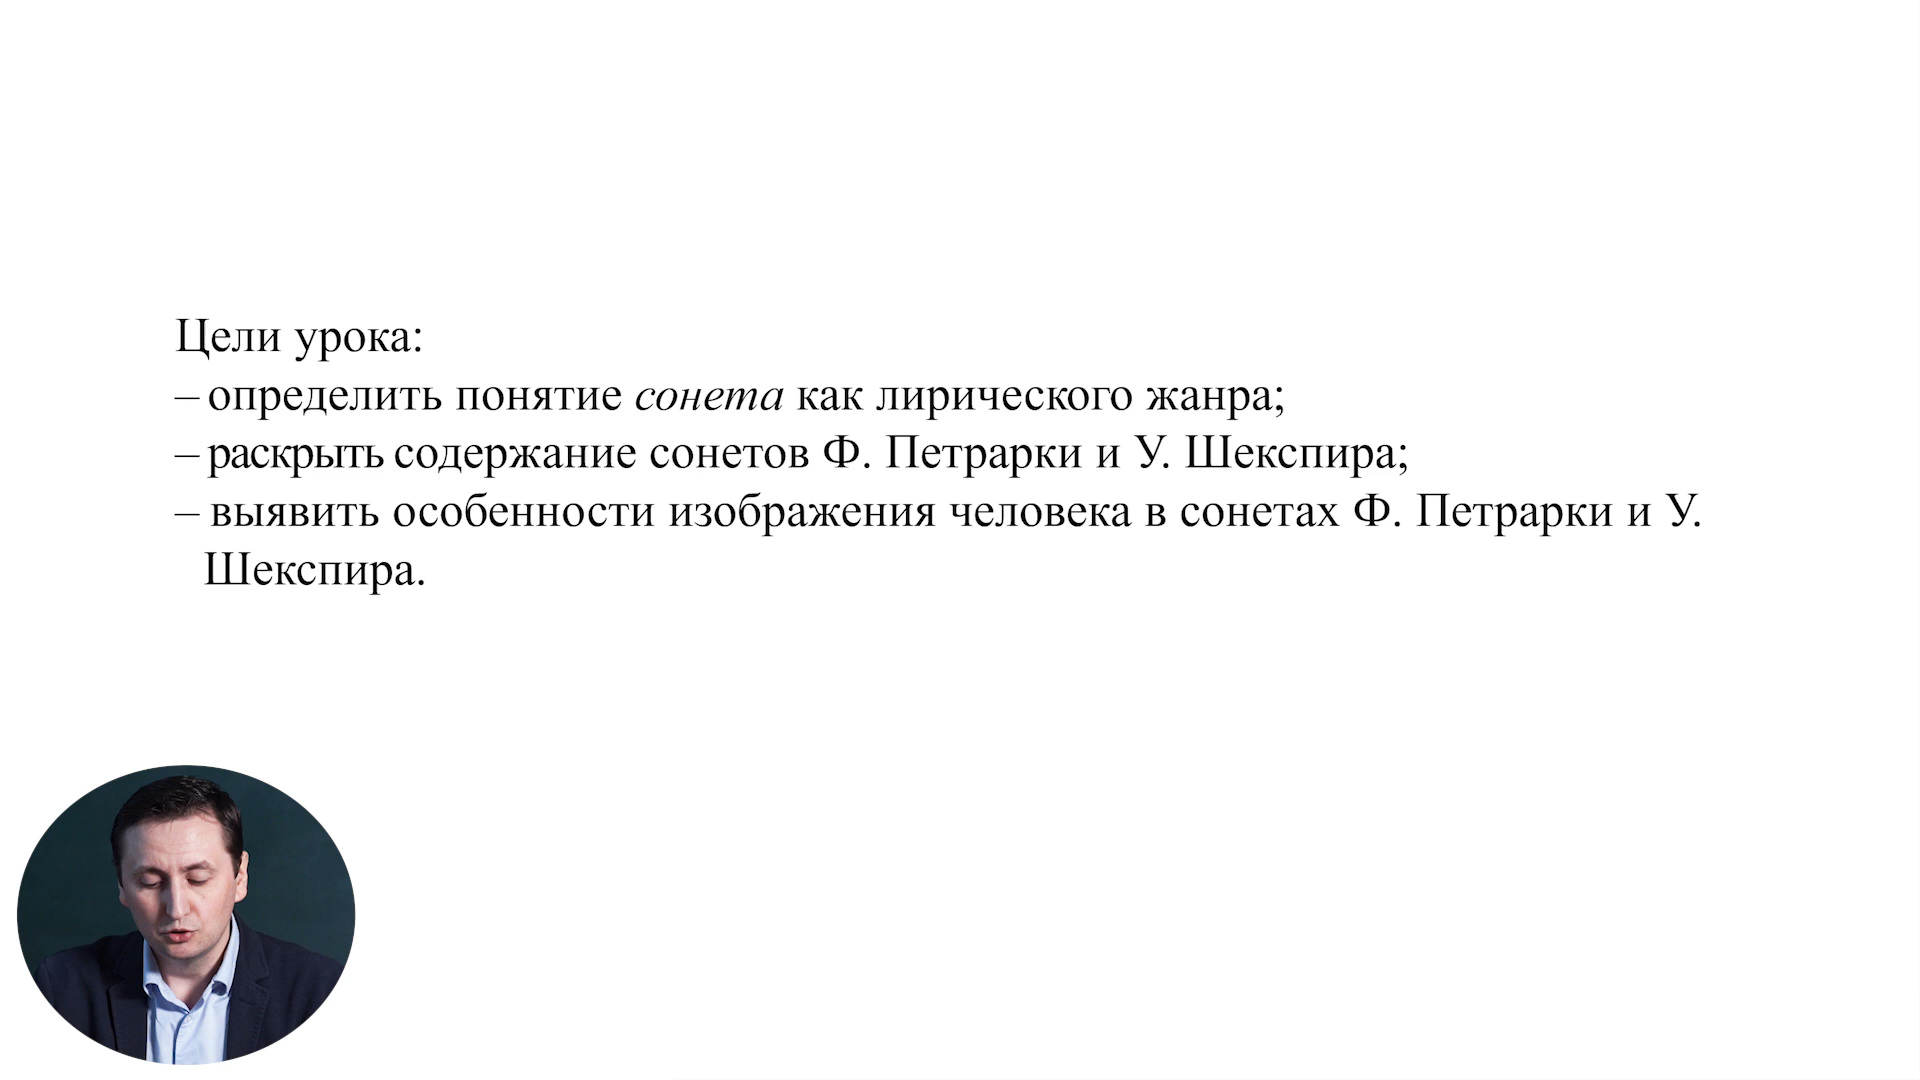 Цели урока:
– определить понятие сонета как лирического жанра;
– раскрыть содержание сонетов Ф. Петрарки и У. Шекспира;
– выявить особенности изображения человека в сонетах Ф. Петрарки и У.
Шекспира.